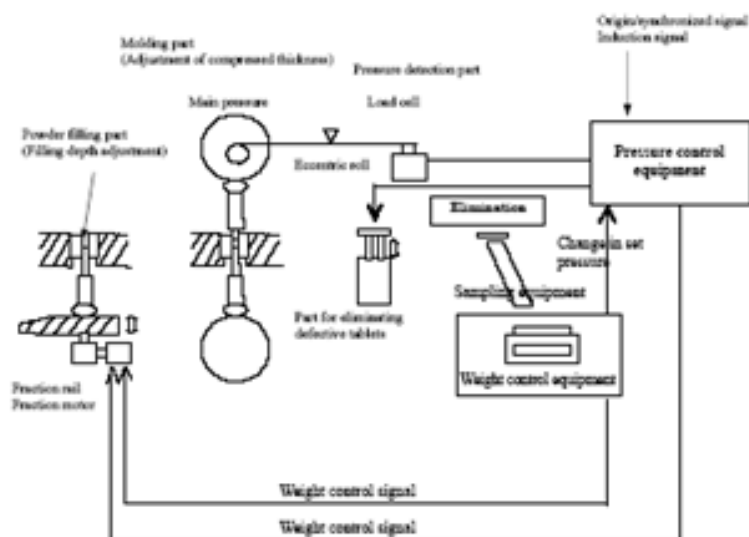 Origin/synchronized signal
Induction signal
Molding part
(Adjustment of compressed thickness)
Pressure detection part
Main pressure
Load cell
Powder filling part
(Filling depth adjustment)
Eccentric roll
Pressure control
equipment
Elimination
Change in set
pressure
Sampling equipment
Part for eliminating
defective tablets
Weight control equipment
Fraction rail
Fraction motor
Weight control signal
Weight control signal